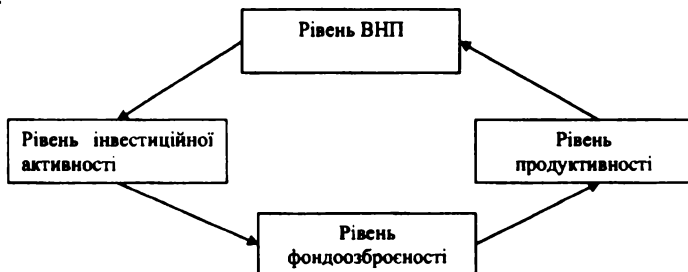 Рівень ВНП
Рівень інвестиційної
активності
Рівень
продуктивності
Рівень
фондоозброєності